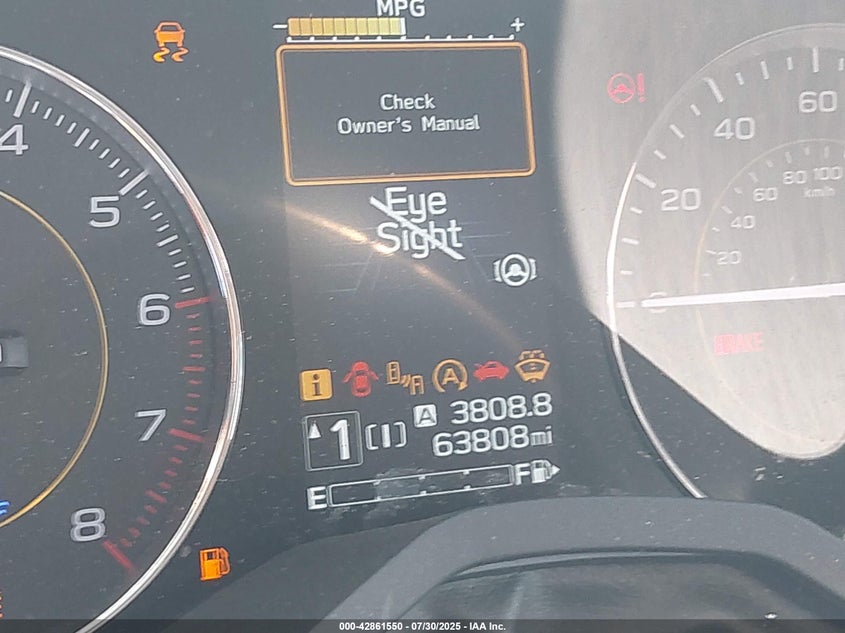 MPG
- +
Check
Owner's Manual
Eye
Sight
4
5
6
7
8
20
40
60
20
40
60
80
100
km/h
BRAKE
i
A
A 3808.8
1 [I] 63808mi
E F
000-42861550 - 07/30/2025 - IAA Inc.